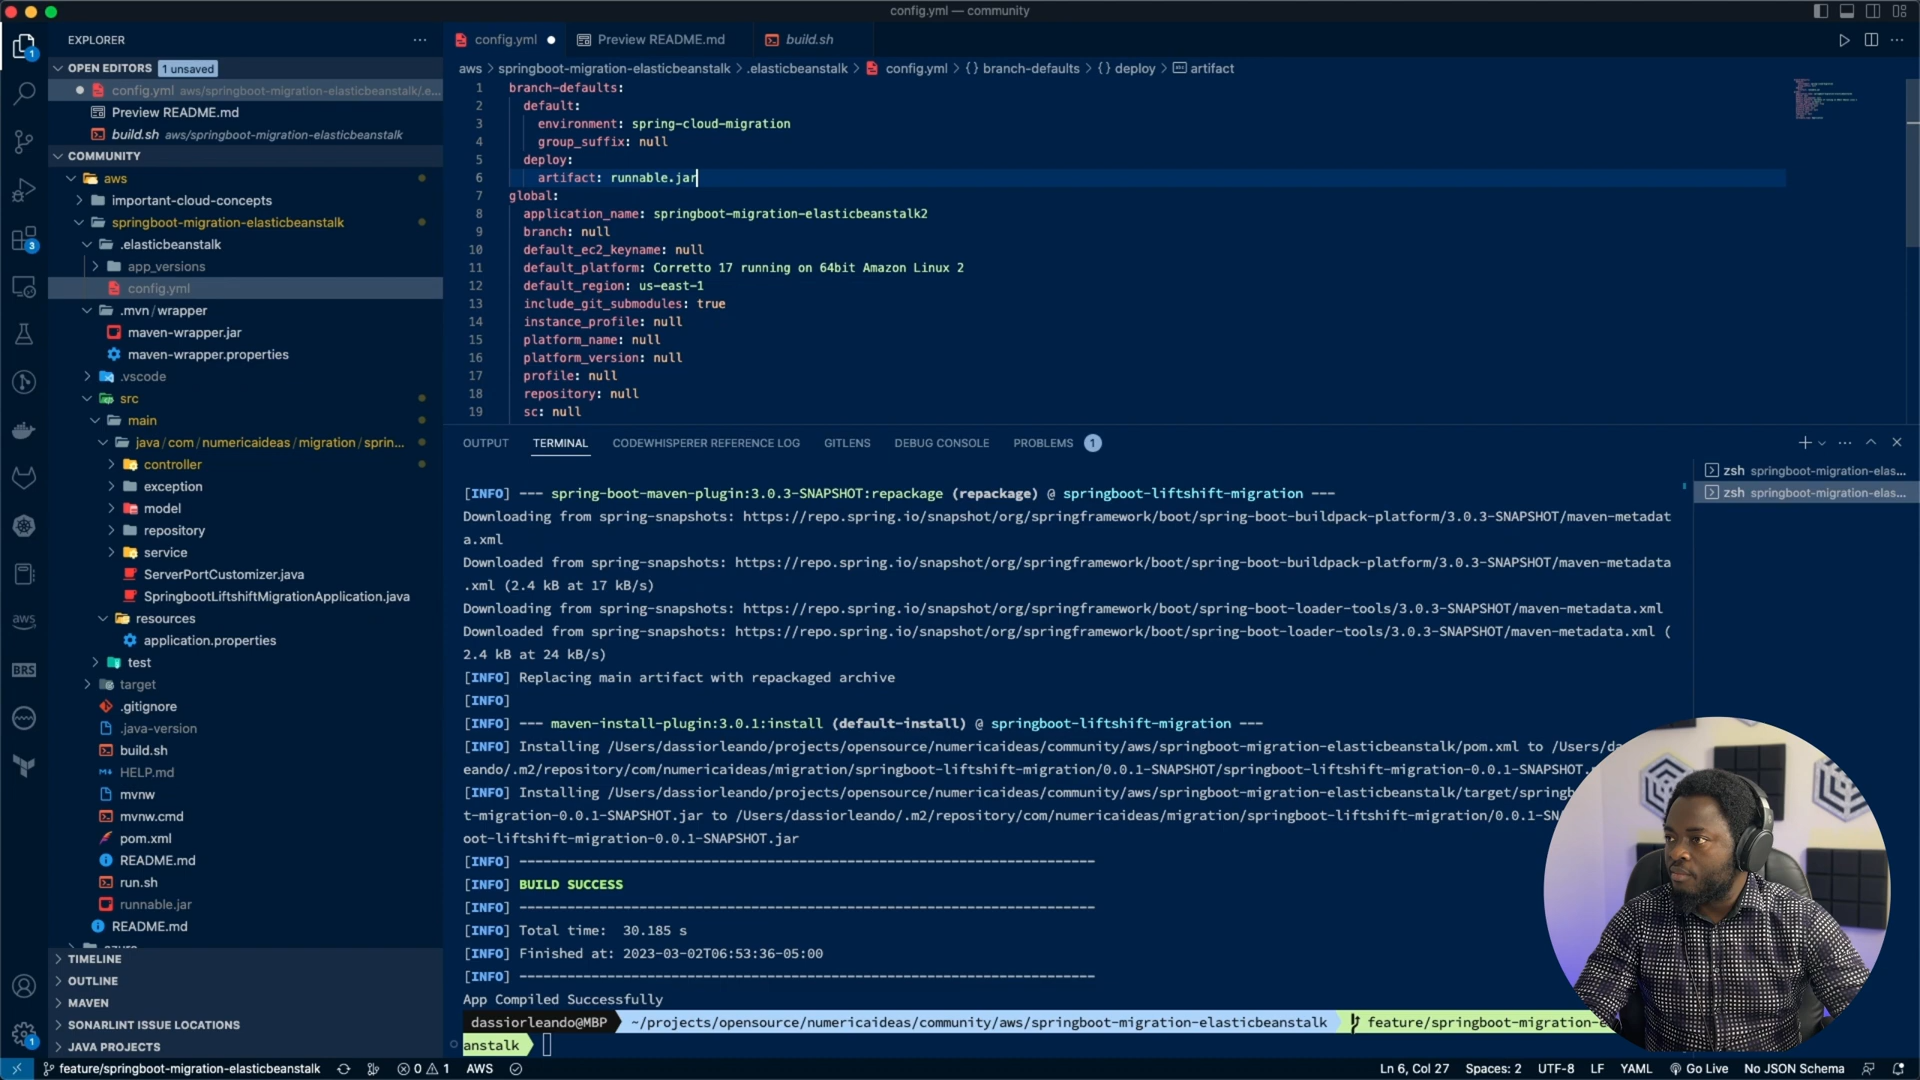 config.yml — community
EXPLORER
config.yml
Preview README.md
build.sh
OPEN EDITORS
1 unsaved
aws > springboot-migration-elasticbeanstalk > .elasticbeanstalk > config.yml > {} branch-defaults > {} deploy > artifact
config.yml aws/springboot-migration-elasticbeanstalk/.e...
Preview README.md
build.sh aws/springboot-migration-elasticbeanstalk
COMMUNITY
aws
important-cloud-concepts
springboot-migration-elasticbeanstalk
.elasticbeanstalk
app_versions
config.yml
.mvn/wrapper
maven-wrapper.jar
maven-wrapper.properties
.vscode
src
main
java/com/numericaideas/migration/sprin...
controller
exception
model
repository
service
ServerPortCustomizer.java
SpringbootLiftshiftMigrationApplication.java
resources
application.properties
test
target
.gitignore
.java-version
build.sh
HELP.md
mvnw
mvnw.cmd
pom.xml
README.md
run.sh
runnable.jar
README.md
TIMELINE
OUTLINE
MAVEN
SONARLINT ISSUE LOCATIONS
JAVA PROJECTS
1 branch-defaults:
2 default:
3 environment: spring-cloud-migration
4 group_suffix: null
5 deploy:
6 artifact: runnable.jar
7 global:
8 application_name: springboot-migration-elasticbeanstalk2
9 branch: null
10 default_ec2_keyname: null
11 default_platform: Corretto 17 running on 64bit Amazon Linux 2
12 default_region: us-east-1
13 include_git_submodules: true
14 instance_profile: null
15 platform_name: null
16 platform_version: null
17 profile: null
18 repository: null
19 sc: null
OUTPUT TERMINAL CODEWHISPERER REFERENCE LOG GITLENS DEBUG CONSOLE PROBLEMS 1
zsh springboot-migration-elas...
zsh springboot-migration-elas...
[INFO] --- spring-boot-maven-plugin:3.0.3-SNAPSHOT:repackage (repackage) @ springboot-liftshift-migration ---
Downloading from spring-snapshots: https://repo.spring.io/snapshot/org/springframework/boot/spring-boot-buildpack-platform/3.0.3-SNAPSHOT/maven-metadat
a.xml
Downloaded from spring-snapshots: https://repo.spring.io/snapshot/org/springframework/boot/spring-boot-buildpack-platform/3.0.3-SNAPSHOT/maven-metadata
.xml (2.4 kB at 17 kB/s)
Downloading from spring-snapshots: https://repo.spring.io/snapshot/org/springframework/boot/spring-boot-loader-tools/3.0.3-SNAPSHOT/maven-metadata.xml
Downloaded from spring-snapshots: https://repo.spring.io/snapshot/org/springframework/boot/spring-boot-loader-tools/3.0.3-SNAPSHOT/maven-metadata.xml (
2.4 kB at 24 kB/s)
[INFO] Replacing main artifact with repackaged archive
[INFO]
[INFO] --- maven-install-plugin:3.0.1:install (default-install) @ springboot-liftshift-migration ---
[INFO] Installing /Users/dassiorleando/projects/opensource/numericaideas/community/aws/springboot-migration-elasticbeanstalk/pom.xml to /Users/da
eando/.m2/repository/com/numericaideas/migration/springboot-liftshift-migration/0.0.1-SNAPSHOT/springboot-liftshift-migration-0.0.1-SNAPSHOT.
[INFO] Installing /Users/dassiorleando/projects/opensource/numericaideas/community/aws/springboot-migration-elasticbeanstalk/target/springb
t-migration-0.0.1-SNAPSHOT.jar to /Users/dassiorleando/.m2/repository/com/numericaideas/migration/springboot-liftshift-migration/0.0.1-SN
oot-liftshift-migration-0.0.1-SNAPSHOT.jar
[INFO] ------------------------------------------------------------------------
[INFO] BUILD SUCCESS
[INFO] ------------------------------------------------------------------------
[INFO] Total time:  30.185 s
[INFO] Finished at: 2023-03-02T06:53:36-05:00
[INFO] ------------------------------------------------------------------------
App Compiled Successfully
dassiorleando@MBP ~/projects/opensource/numericaideas/community/aws/springboot-migration-elasticbeanstalk feature/springboot-migration-e
anstalk
1
3
aws
BRS
1
feature/springboot-migration-elasticbeanstalk 0 1 AWS Ln 6, Col 27 Spaces: 2 UTF-8 LF YAML Go Live No JSON Schema